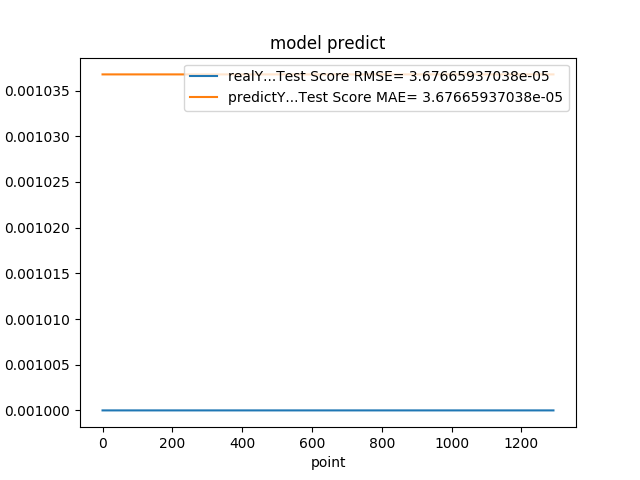 model predict
realY...Test Score RMSE= 3.67665937038e-05
predictY...Test Score MAE= 3.67665937038e-05
0.001035
0.001030
0.001025
0.001020
0.001015
0.001010
0.001005
0.001000
0 200 400 600 800 1000 1200
point